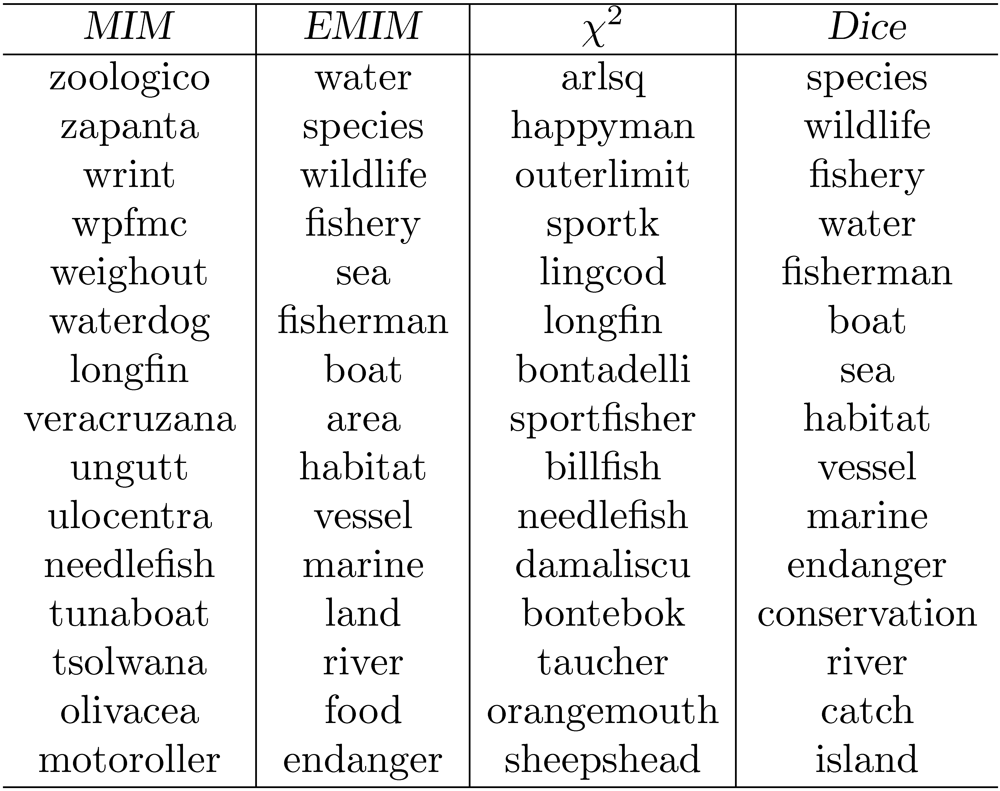 MIM EMIM χ² Dice
zoologico water arlsq species
zapanta species happyman wildlife
wrint wildlife outerlimit fishery
wpfmc fishery sportk water
weighout sea lingcod fisherman
waterdog fisherman longfin boat
longfin boat bontadelli sea
veracruzana area sportfisher habitat
ungutt habitat billfish vessel
ulocentra vessel needlefish marine
needlefish marine damaliscu endanger
tunaboat land bontebok conservation
tsolwana river taucher river
olivacea food orangemouth catch
motoroller endanger sheepshead island